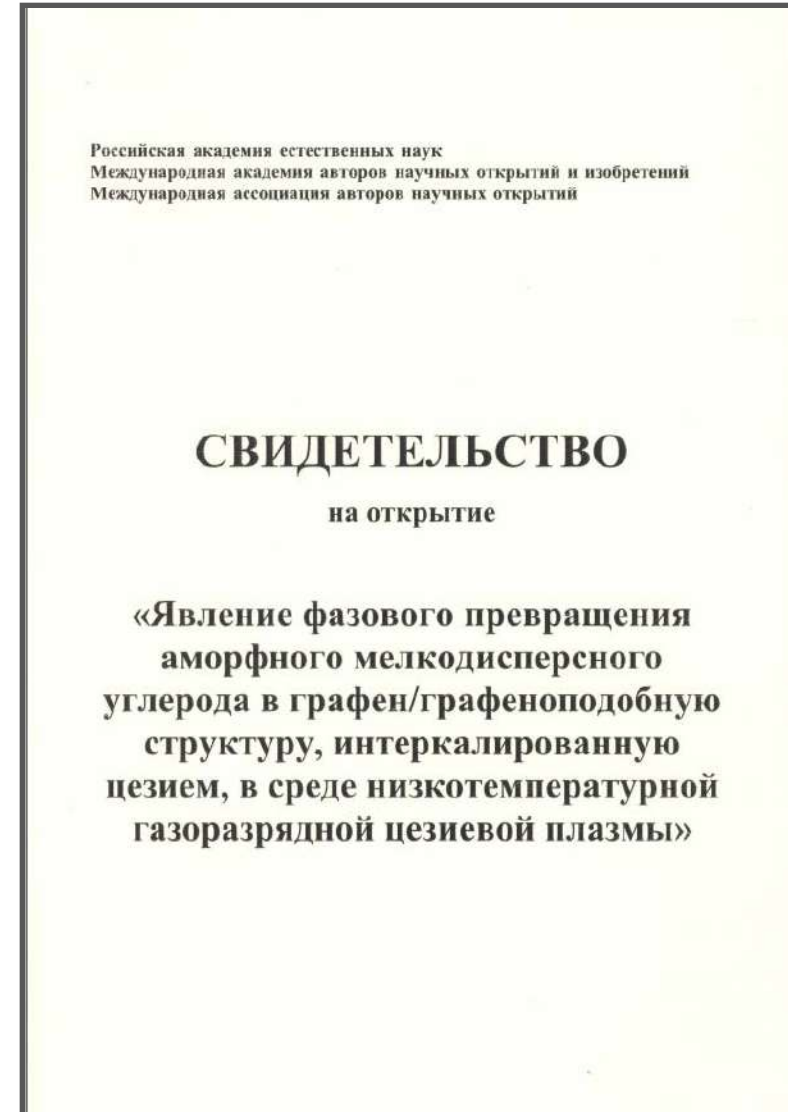 Российская академия естественных наук
Международная академия авторов научных открытий и изобретений
Международная ассоциация авторов научных открытий
СВИДЕТЕЛЬСТВО
на открытие
«Явление фазового превращения
аморфного мелкодисперсного
углерода в графен/графеноподобную
структуру, интеркалированную
цезием, в среде низкотемпературной
газоразрядной цезиевой плазмы»